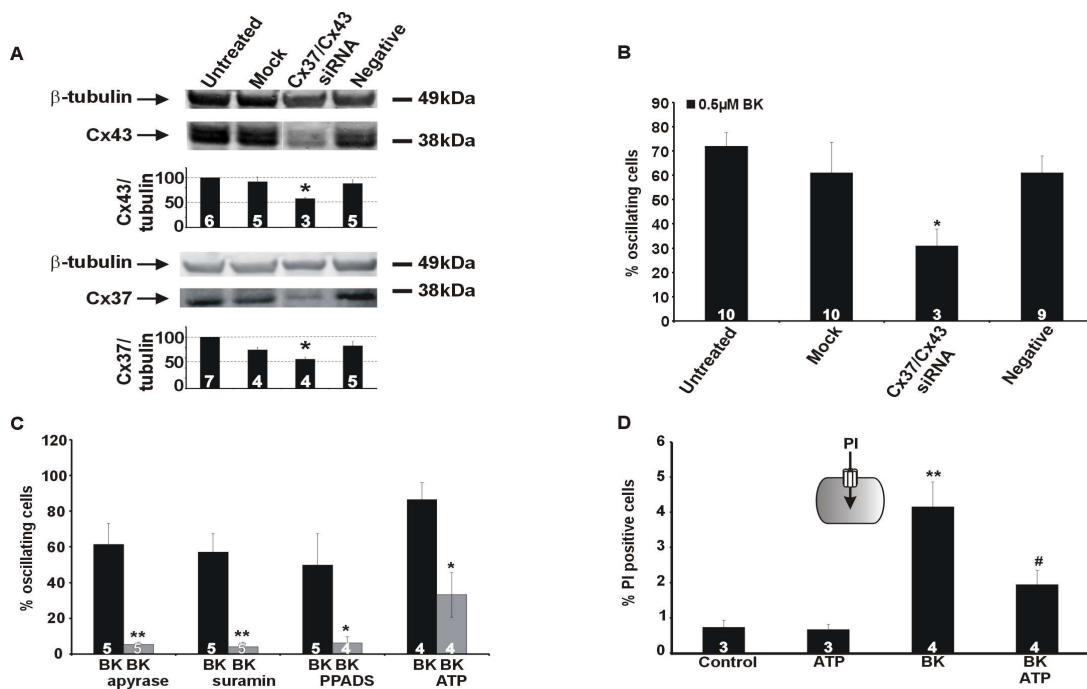 A
Untreated
Mock
Cx37/Cx43
siRNA
Negative
β-tubulin
49kDa
Cx43
38kDa
Cx43/
tubulin
100
50
0
6 5 3 5
*
β-tubulin
49kDa
38kDa
Cx37
Cx37/
tubulin
100
50
0
7 4 4 5
*
B
0.5µM BK
% oscillating cells
90
80
70
60
50
40
30
20
10
0
*
10 10 3 9
Untreated
Mock
Cx37/Cx43
siRNA
Negative
C
% oscillating cells
120
100
80
60
40
20
0
** ** * *
5 5 5 5 5 4 4 4
BK BK BK BK BK BK BK BK
apyrase suramin PPADS ATP
D
% PI positive cells
6
5
4
2
1
0
PI
** #
3 3 4 4
Control ATP BK BK
ATP